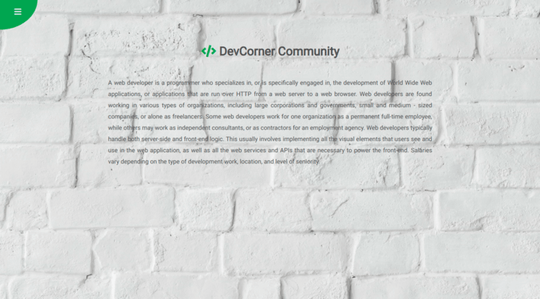 </> DevCorner Community
A web developer is a programmer who specializes in, or is specifically engaged in, the development of World Wide Web
applications, or applications that are run over HTTP from a web server to a web browser. Web developers are found
working in various types of organizations, including large corporations and governments, small and medium - sized
companies, or alone as freelancers. Some web developers work for one organization as a permanent full-time employee,
while others may work as independent consultants, or as contractors for an employment agency. Web developers typically
handle both server-side and front-end logic. This usually involves implementing all the visual elements that users see and
use in the web application, as well as all the web services and APIs that are necessary to power the front-end. Salaries
vary depending on the type of development work, location, and level of seniority.